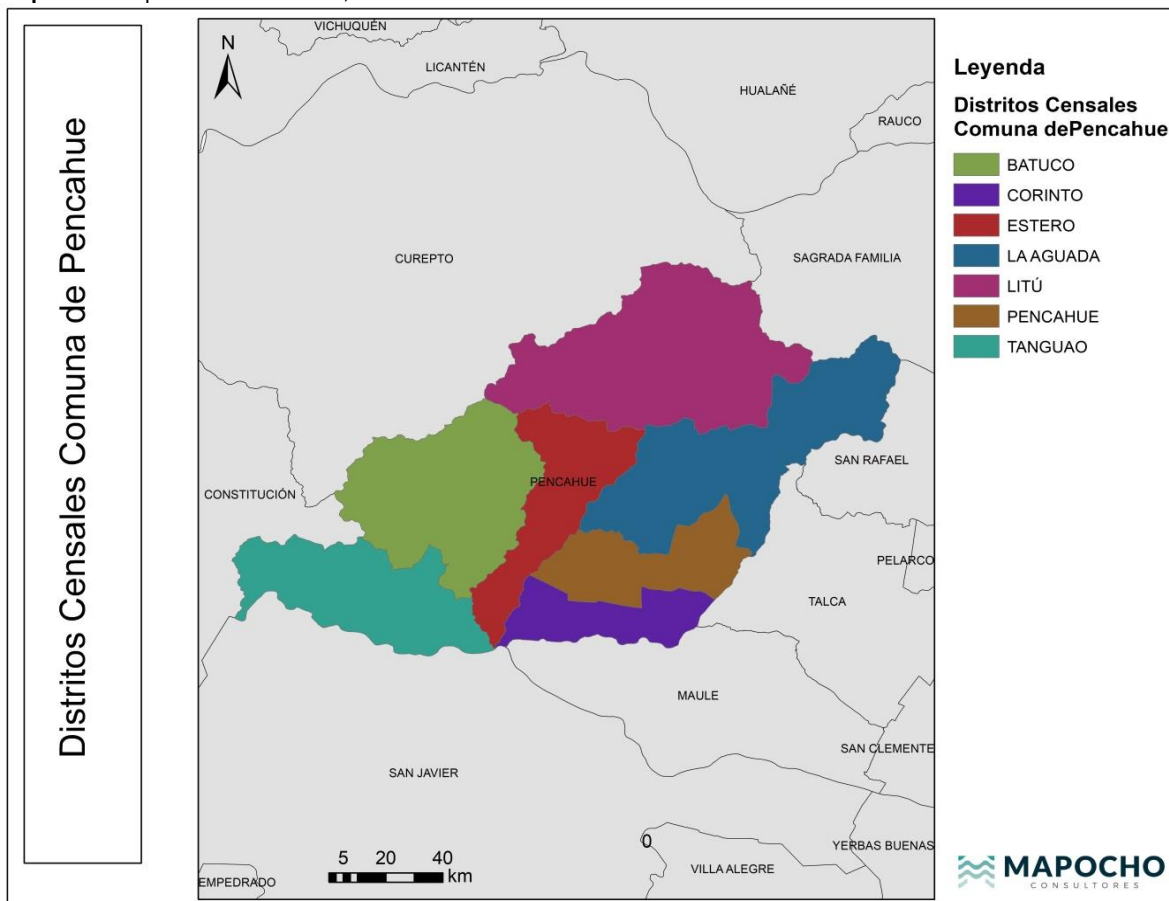 Distritos Censales Comuna de Pencahue
N
VICHUQUÉN
LICANTÉN
HUALAÑÉ
RAUCO
CUREPTO
SAGRADA FAMILIA
CONSTITUCIÓN
PENCAHUE
SAN RAFAEL
PELARCO
TALCA
MAULE
SAN CLEMENTE
SAN JAVIER
0
YERBAS BUENAS
VILLA ALEGRE
EMPEDRADO
5 20 40
km
Leyenda
Distritos Censales
Comuna dePencahue
BATUCO
CORINTO
ESTERO
LA AGUADA
LITÚ
PENCAHUE
TANGUAO
MAPOCHO
CONSULTORES